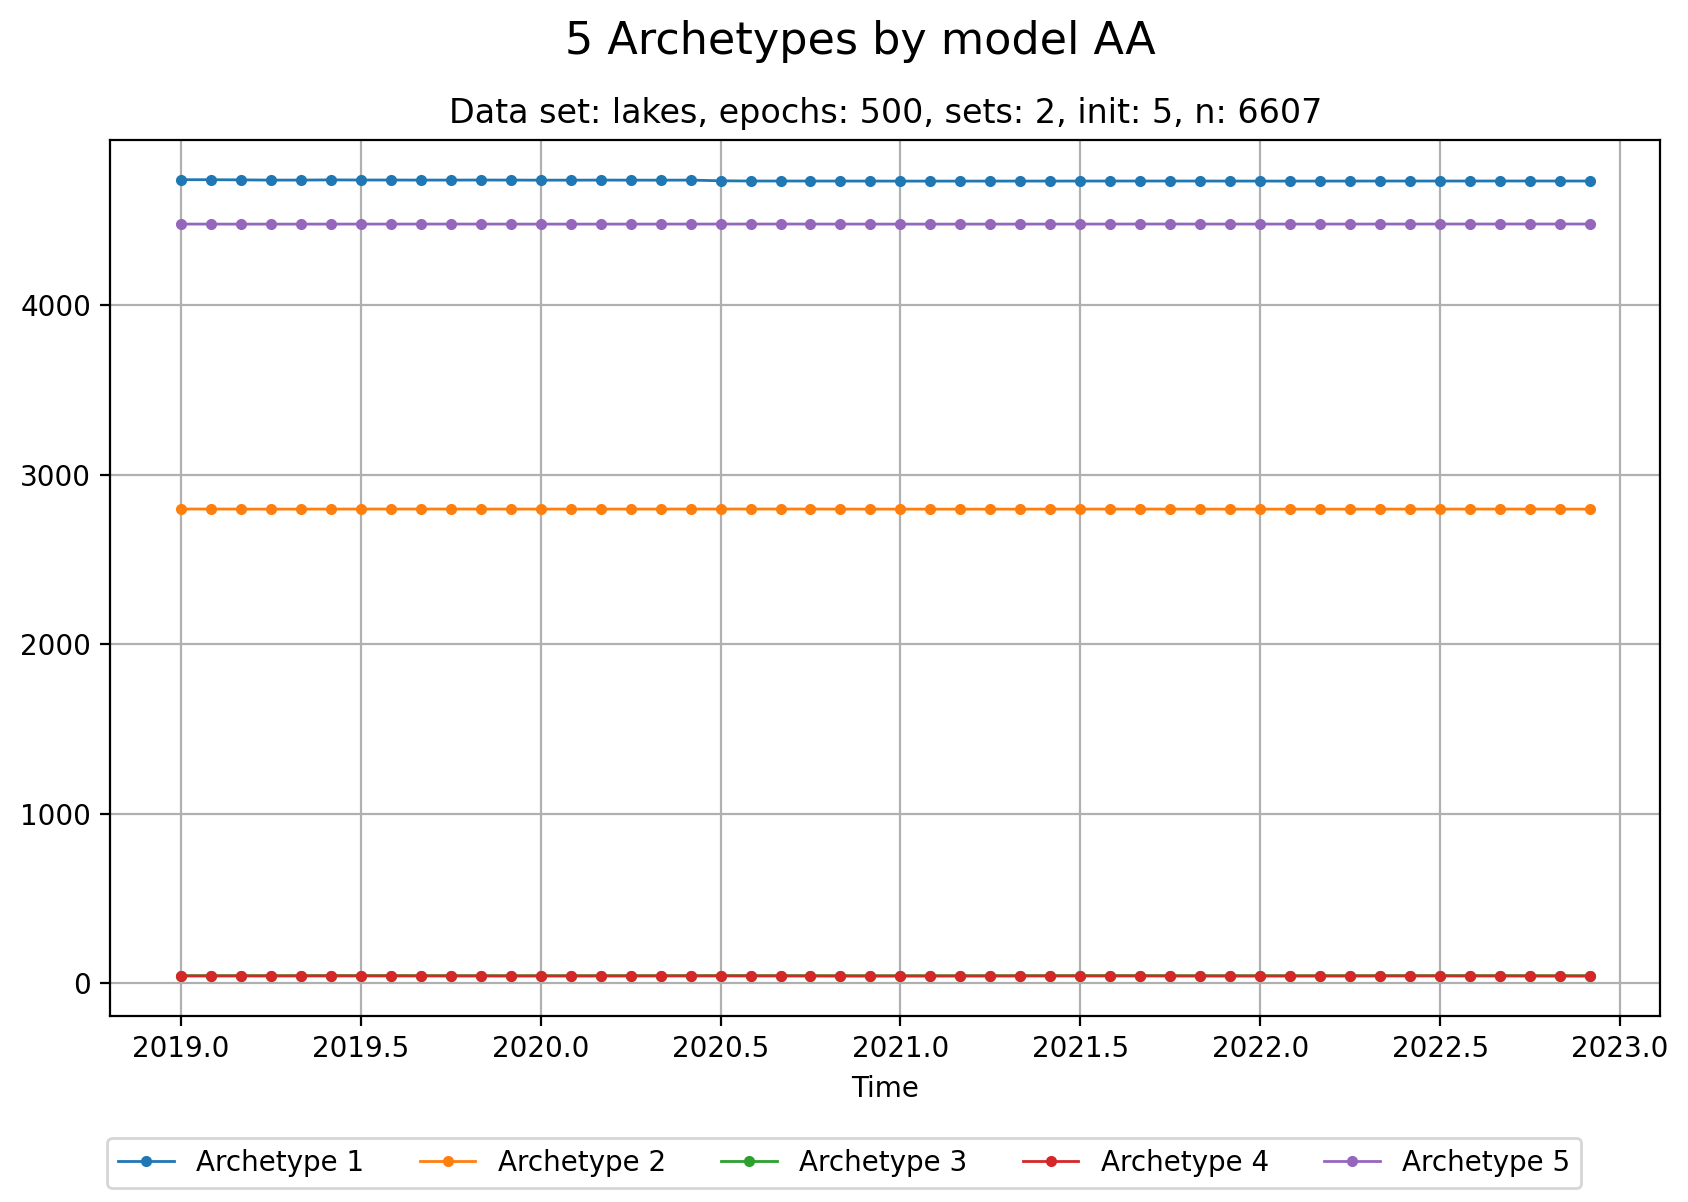 5 Archetypes by model AA
Data set: lakes, epochs: 500, sets: 2, init: 5, n: 6607
4000
3000
2000
1000
0
2019.0 2019.5 2020.0 2020.5 2021.0 2021.5 2022.0 2022.5 2023.0
Time
Archetype 1 Archetype 2 Archetype 3 Archetype 4 Archetype 5